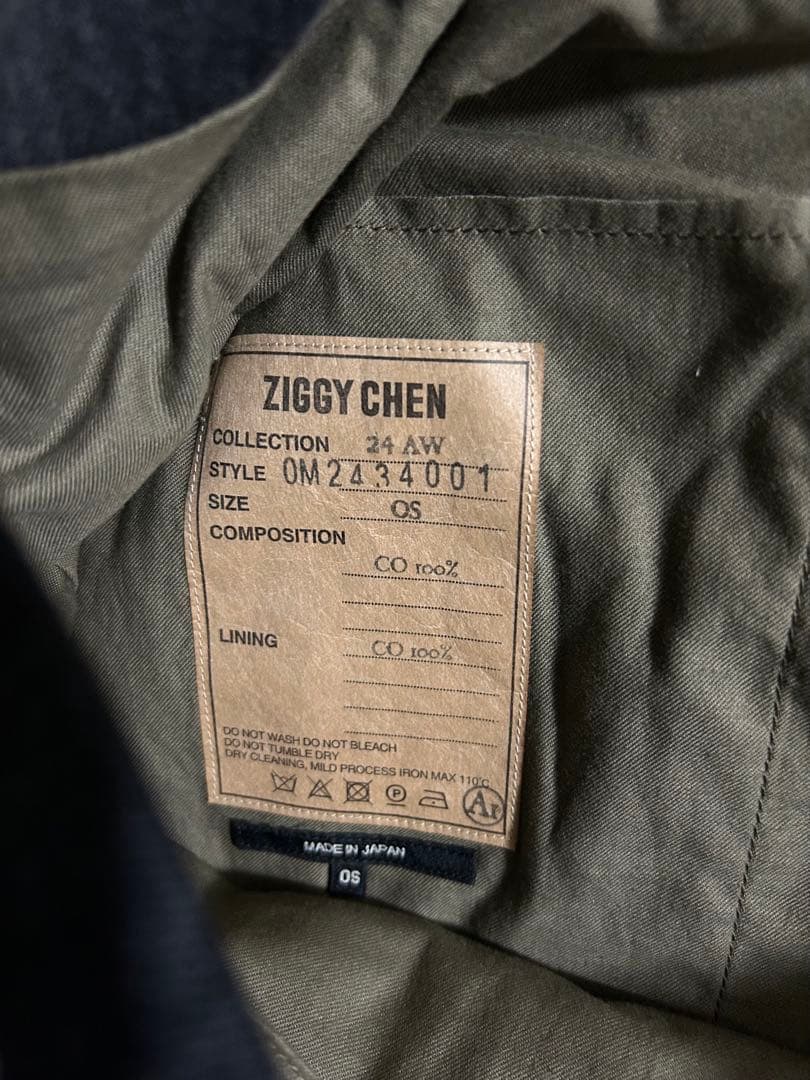 ZIGGY CHEN
COLLECTION 24 AW
STYLE 0M2434001
SIZE OS
COMPOSITION
CO 100%
LINING CO 100%
DO NOT WASH DO NOT BLEACH
DO NOT TUMBLE DRY
DRY CLEANING, MILD PROCESS IRON MAX 110°C
P Ar
MADE IN JAPAN
OS